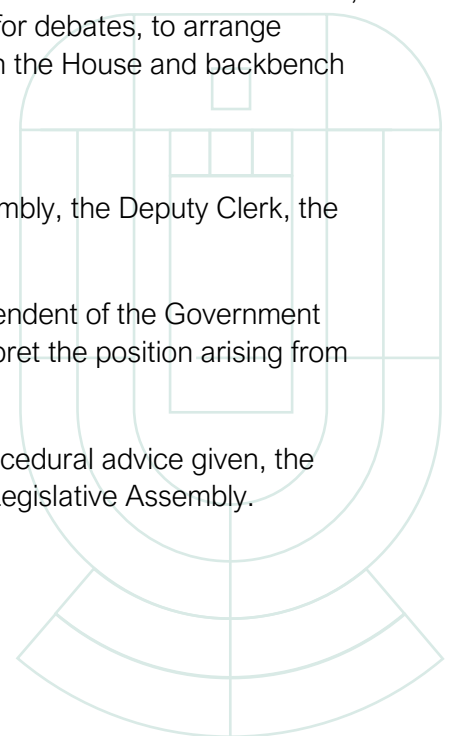 for debates, to arrange
n the House and backbench
mbly, the Deputy Clerk, the
endent of the Government
pret the position arising from
cedural advice given, the
Legislative Assembly.